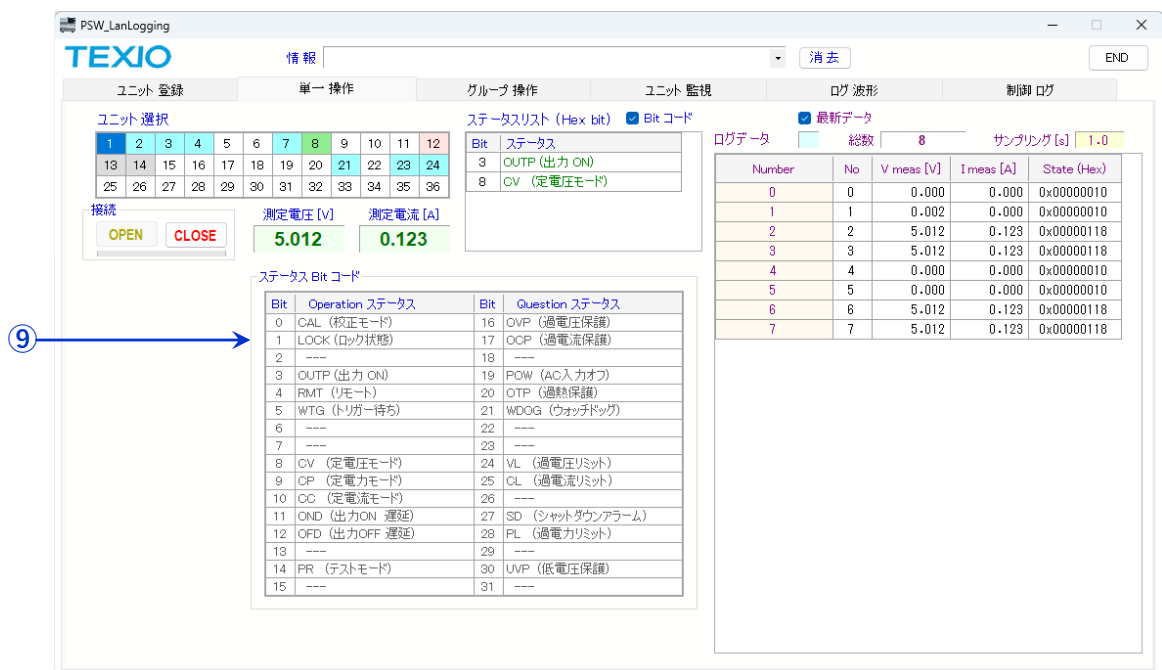 PSW_LanLogging
TEXIO 情報 消去 END
ユニット 登録 単一 操作 グループ 操作 ユニット 監視 ログ 波形 制御 ログ
ユニット 選択
1 2 3 4 5 6 7 8 9 10 11 12
13 14 15 16 17 18 19 20 21 22 23 24
25 26 27 28 29 30 31 32 33 34 35 36
接続
OPEN CLOSE
測定電圧 [V] 測定電流 [A]
5.012 0.123
ステータスリスト (Hex bit) Bit コード
Bit ステータス
3 OUTP (出力 ON)
8 CV (定電圧モード)
最新データ
ログデータ 総数 8 サンプリング [s] 1.0
Number No V meas [V] I meas [A] State (Hex)
0 0 0.000 0.000 0x00000010
1 1 0.002 0.000 0x00000010
2 2 5.012 0.123 0x00000118
3 3 5.012 0.123 0x00000118
4 4 0.000 0.000 0x00000010
5 5 0.000 0.000 0x00000010
6 6 5.012 0.123 0x00000118
7 7 5.012 0.123 0x00000118
⑨
ステータス Bit コード
Bit Operation ステータス Bit Question ステータス
0 CAL (校正モード) 16 OVP (過電圧保護)
1 LOCK (ロック状態) 17 OCP (過電流保護)
2 --- 18 ---
3 OUTP (出力 ON) 19 POW (AC入力オフ)
4 RMT (リモート) 20 OTP (過熱保護)
5 WTG (トリガー待ち) 21 WDOG (ウォッチドッグ)
6 --- 22 ---
7 --- 23 ---
8 CV (定電圧モード) 24 VL (過電圧リミット)
9 CP (定電力モード) 25 CL (過電流リミット)
10 CC (定電流モード) 26 ---
11 OND (出力ON 遅延) 27 SD (シャットダウンアラーム)
12 OFD (出力OFF 遅延) 28 PL (過電力リミット)
13 --- 29 ---
14 PR (テストモード) 30 UVP (低電圧保護)
15 --- 31 ---